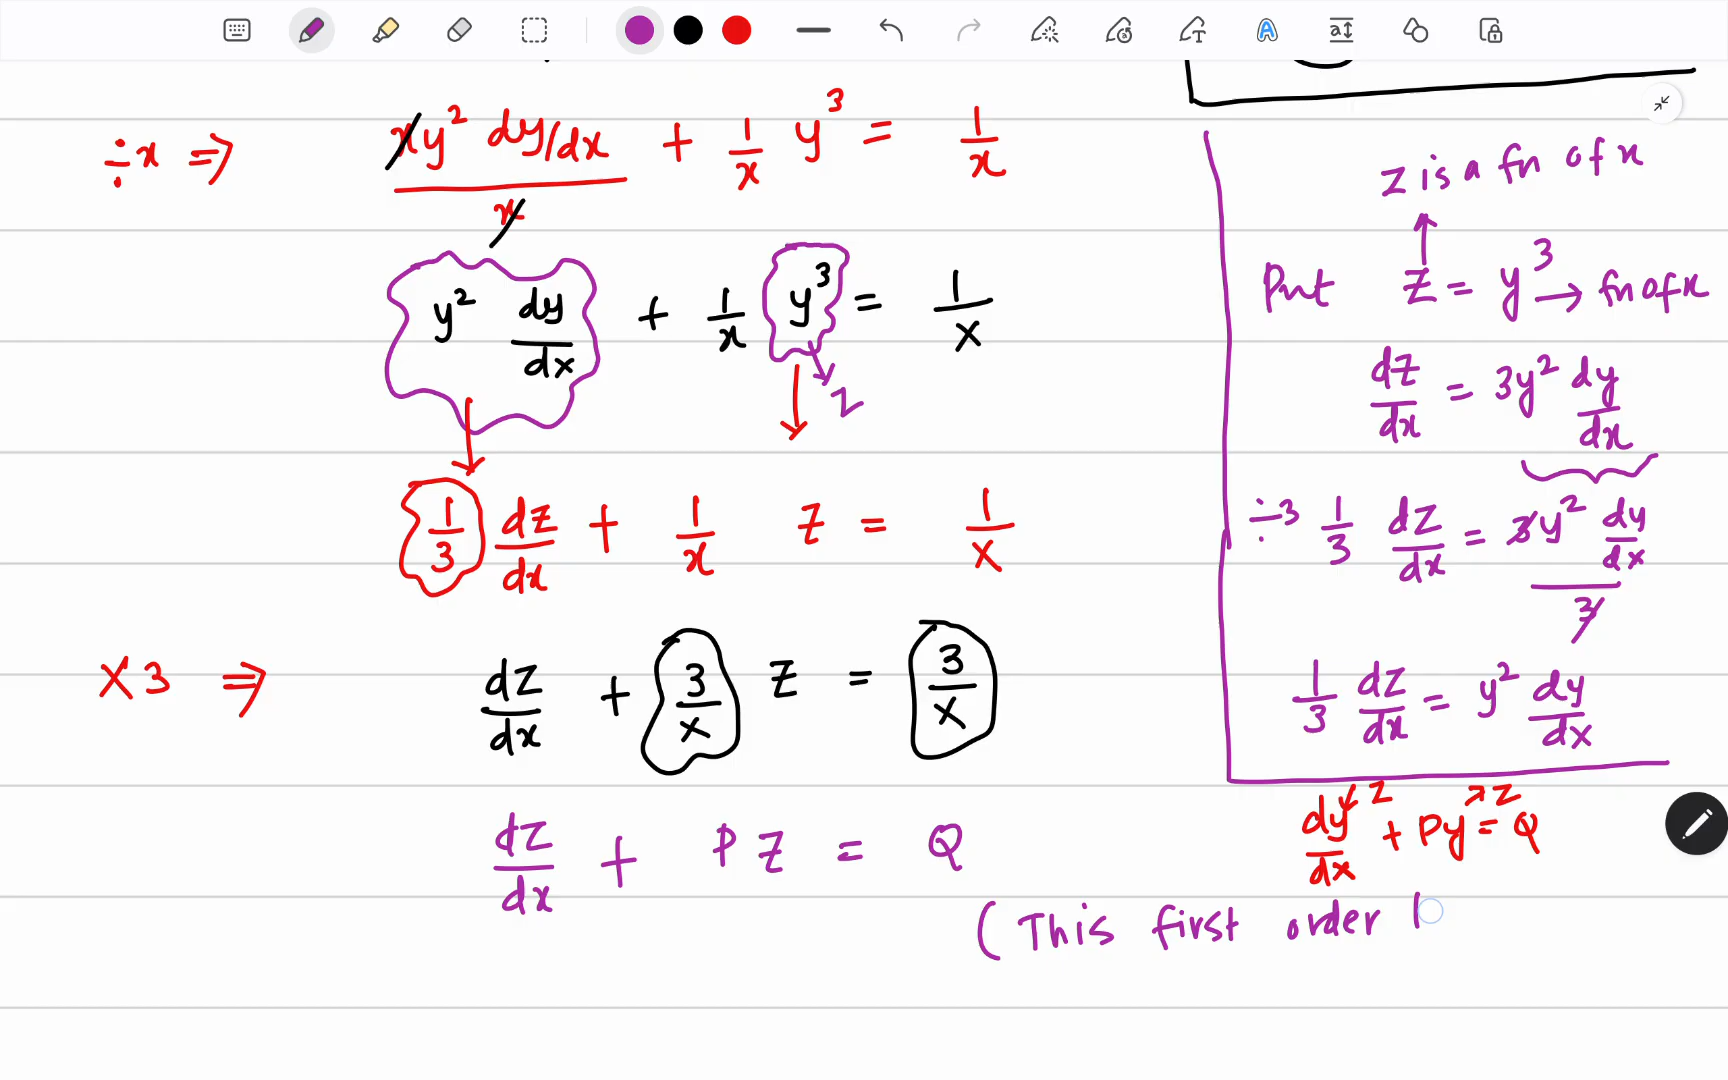 ÷x ⇒ xy² dy/dx / x + 1/x y³ = 1/x
y² dy/dx + 1/x y³ = 1/x
z
1/3 dz/dx + 1/x z = 1/x
×3 ⇒ dz/dx + 3/x z = 3/x
dz/dx + P z = Q
z is a fn of x
Put z = y³ → fn of x
dz/dx = 3y² dy/dx
÷3 1/3 dz/dx = 3y² dy/dx / 3
1/3 dz/dx = y² dy/dx
z z
dy/dx + Py = Q
(This first order l